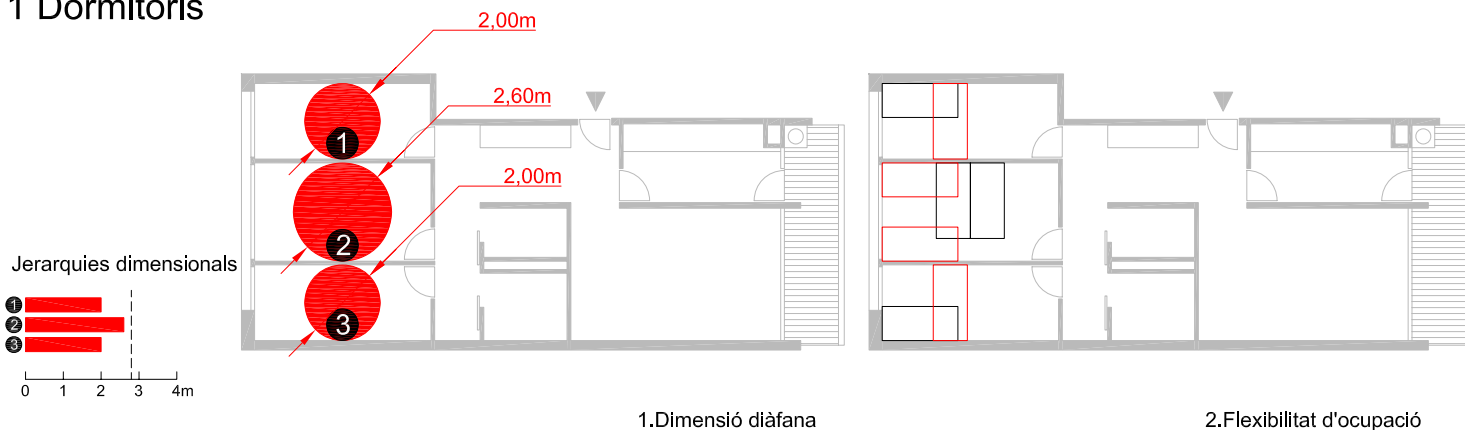 1 Dormitoris
2,00m
2,60m
2,00m
1
2
3
Jerarquies dimensionals
1
2
3
0 1 2 3 4m
1.Dimensió diàfana
2.Flexibilitat d'ocupació